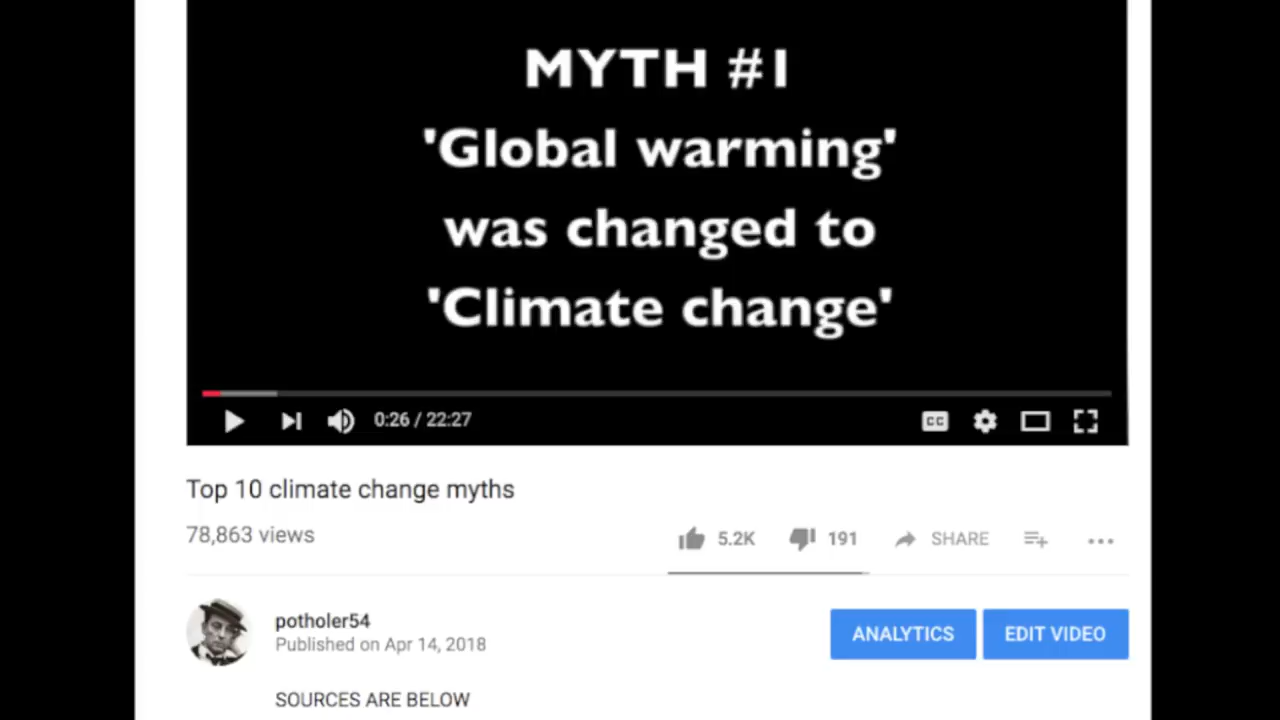 MYTH #1
'Global warming'
was changed to
'Climate change'
0:26 / 22:27
CC
Top 10 climate change myths
78,863 views
5.2K 191 SHARE
potholer54
Published on Apr 14, 2018
ANALYTICS EDIT VIDEO
SOURCES ARE BELOW